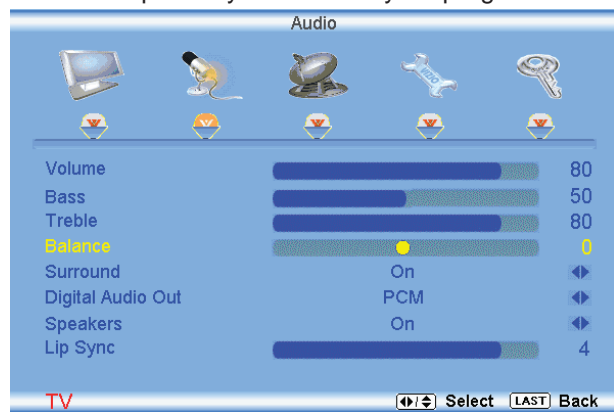 Audio
Volume 80
Bass 50
Treble 80
Balance 0
Surround On
Digital Audio Out PCM
Speakers On
Lip Sync 4
TV Select LAST Back